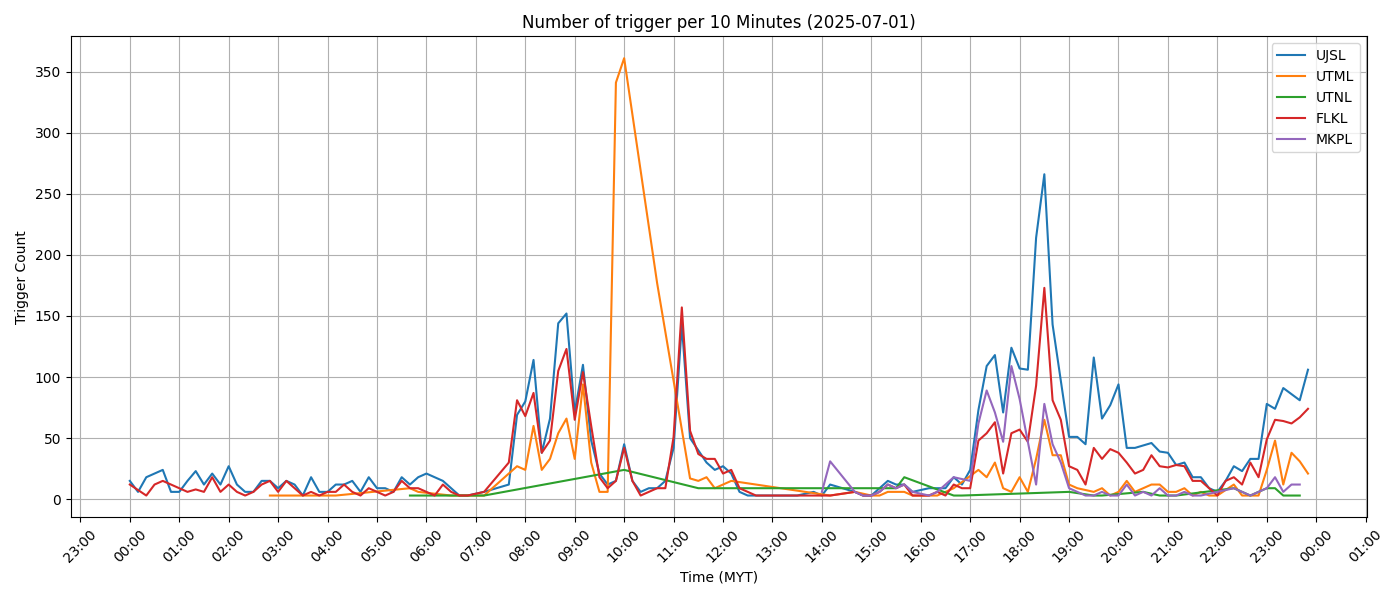 Number of trigger per 10 Minutes (2025-07-01)
Trigger Count
350
300
250
200
150
100
50
0
UJSL
UTML
UTNL
FLKL
MKPL
23:00 00:00 01:00 02:00 03:00 04:00 05:00 06:00 07:00 08:00 09:00 10:00 11:00 12:00 13:00 14:00 15:00 16:00 17:00 18:00 19:00 20:00 21:00 22:00 23:00 00:00 01:00
Time (MYT)